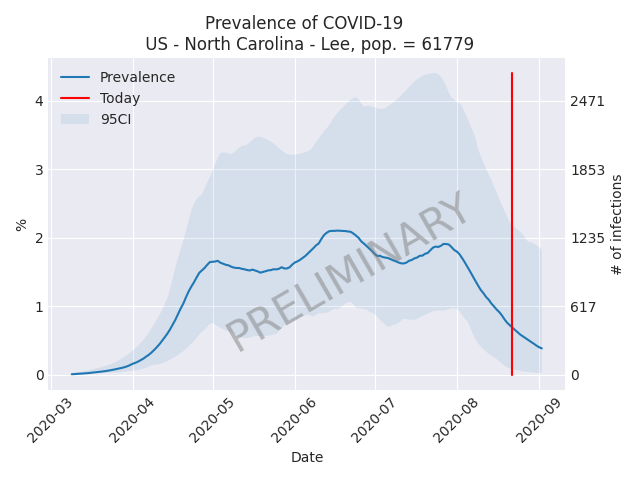 Prevalence of COVID-19
US - North Carolina - Lee, pop. = 61779
Prevalence
Today
95CI
4
3
2
1
0
%
2471
1853
1235
617
0
# of infections
PRELIMINARY
2020-03
2020-04
2020-05
2020-06
2020-07
2020-08
2020-09
Date